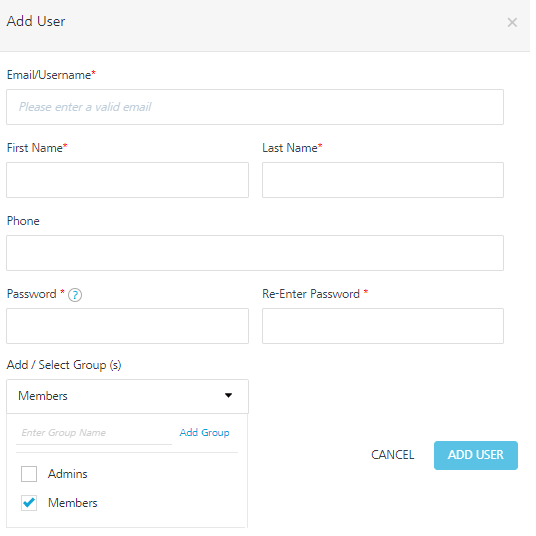 Add User ×
Email/Username*
Please enter a valid email
First Name* Last Name*
Phone
Password * ? Re-Enter Password *
Add / Select Group (s)
Members
Enter Group Name Add Group
CANCEL ADD USER
Admins
Members